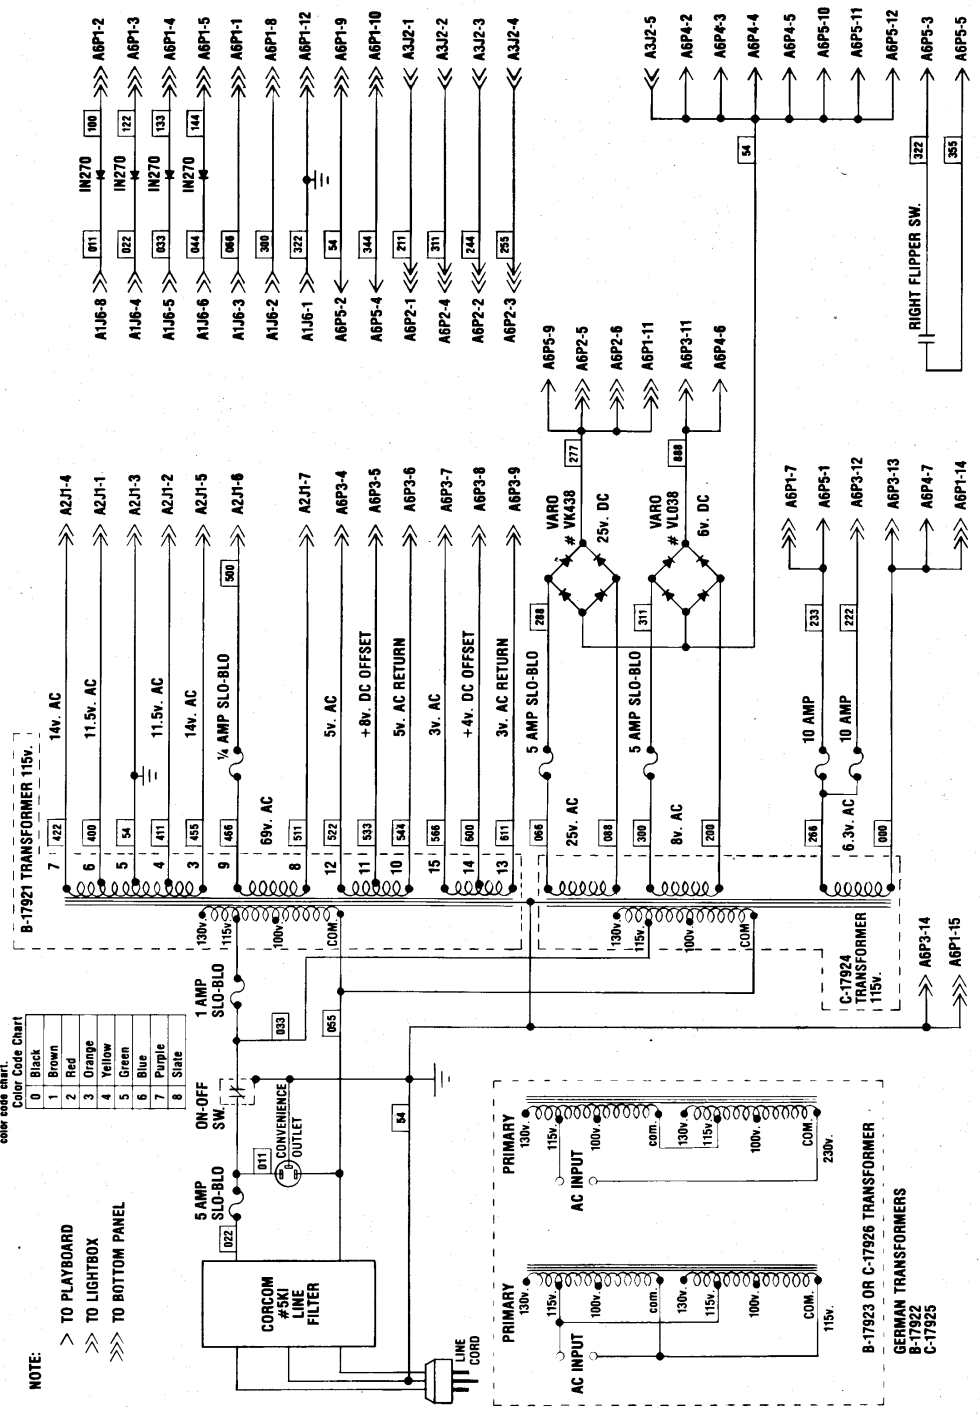 color code chart.
Color Code Chart
0 Black
1 Brown
2 Red
3 Orange
4 Yellow
5 Green
6 Blue
7 Purple
8 Slate
NOTE:
> TO PLAYBOARD
>> TO LIGHTBOX
>>> TO BOTTOM PANEL
CORCOM
#5KI
LINE
FILTER
LINE
CORD
022
5 AMP
SLO-BLO
011
CONVENIENCE
OUTLET
ON-OFF
SW.
54
033
055
1 AMP
SLO-BLO
B-17921 TRANSFORMER 115v.
130v.
115v.
100v.
COM.
7 422 14v. AC A2J1-4
6 400 11.5v. AC A2J1-1
5 54 A2J1-3
4 411 11.5v. AC A2J1-2
3 455 14v. AC A2J1-5
9 466 ¼ AMP SLO-BLO 500 A2J1-6
69v. AC
8 511 A2J1-7
12 522 5v. AC A6P3-4
11 533 +8v. DC OFFSET A6P3-5
10 544 5v. AC RETURN A6P3-6
15 566 3v. AC A6P3-7
14 600 +4v. DC OFFSET A6P3-8
13 611 3v. AC RETURN A6P3-9
A1J6-8 011 IN270 100 A6P1-2
A1J6-4 022 IN270 122 A6P1-3
A1J6-5 033 IN270 133 A6P1-4
A1J6-6 044 IN270 144 A6P1-5
A1J6-3 066 A6P1-1
A1J6-2 300 A6P1-8
A1J6-1 322 A6P1-12
A6P5-2 54 A6P1-9
A6P5-4 344 A6P1-10
A6P2-1 211 A3J2-1
A6P2-4 311 A3J2-2
A6P2-2 244 A3J2-3
A6P2-3 255 A3J2-4
C-17924
TRANSFORMER
115v.
130v.
115v.
100v.
COM.
066 5 AMP SLO-BLO 288
25v. AC
088
VARO
# VK438
25v. DC
277
A6P5-9
A6P2-5
A6P2-6
A6P1-11
300 5 AMP SLO-BLO 311
8v. AC
200
VARO
# VL038
6v. DC
888
A6P3-11
A6P4-6
54
A3J2-5
A6P4-2
A6P4-3
A6P4-4
A6P4-5
A6P5-10
A6P5-11
A6P5-12
266 10 AMP 233
10 AMP 222
6.3v. AC
000
A6P1-7
A6P5-1
A6P3-12
A6P3-13
A6P4-7
A6P1-14
RIGHT FLIPPER SW.
322 A6P5-3
355 A6P5-5
A6P3-14
A6P1-15
PRIMARY
130v.
115v.
100v.
com.
130v.
115v.
100v.
COM.
AC INPUT
115v.
PRIMARY
130v.
115v.
100v.
com.
130v.
115v.
100v.
COM.
AC INPUT
230v.
B-17923 OR C-17926 TRANSFORMER
GERMAN TRANSFORMERS
B-17922
C-17925